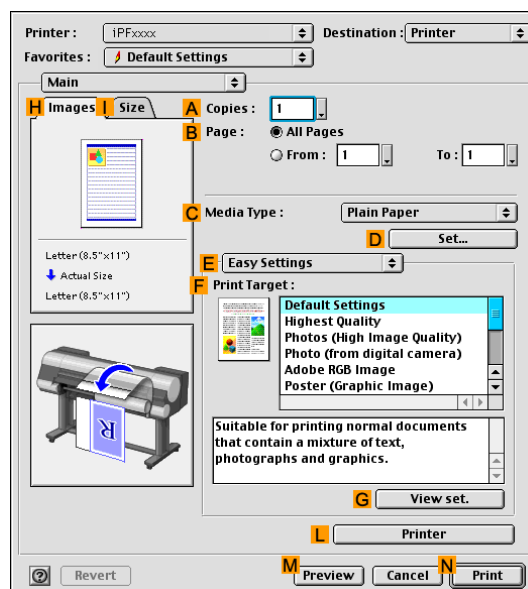 Printer : iPFxxxx Destination : Printer
Favorites : Default Settings
Main
H Images I Size
A Copies : 1
B Page : All Pages
From : 1 To : 1
C Media Type : Plain Paper
D Set...
Letter (8.5"x11")
Actual Size
Letter (8.5"x11")
E Easy Settings
F Print Target :
Default Settings
Highest Quality
Photos (High Image Quality)
Photo (from digital camera)
Adobe RGB Image
Poster (Graphic Image)
R
Suitable for printing normal documents
that contain a mixture of text,
photographs and graphics.
G View set.
L Printer
M N
? Revert Preview Cancel Print